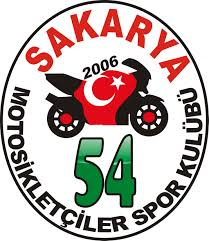 SAKARYA
2006
54
MOTOSİKLETÇİLER SPOR KULÜBÜ